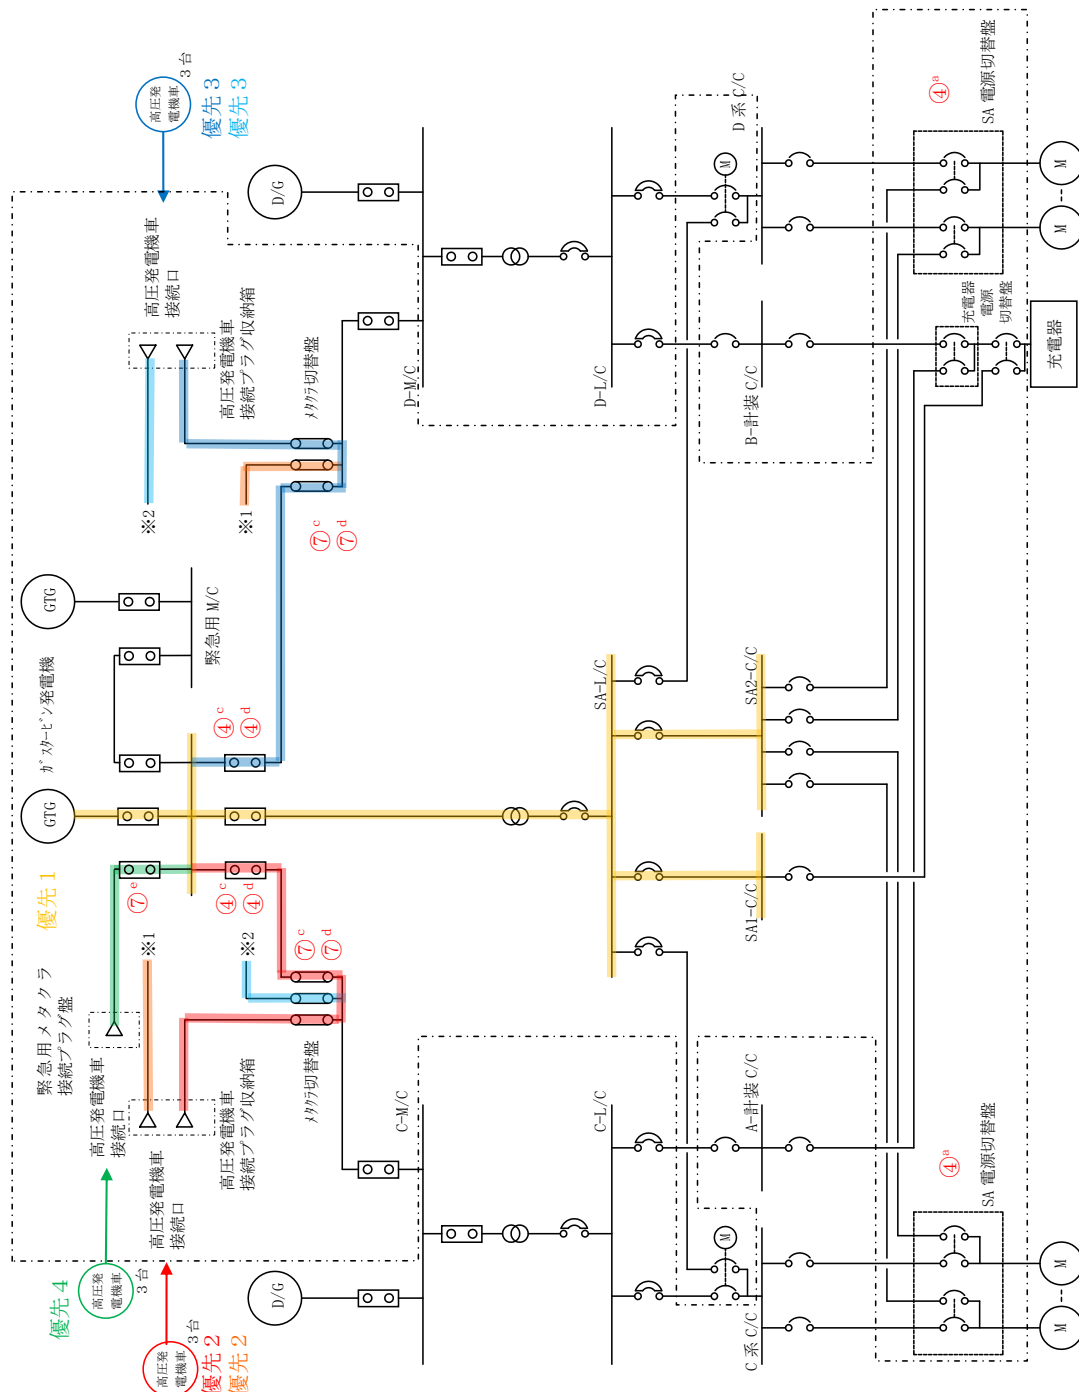 優先4
高圧発
電機車
3台
高圧発
電機車
3台
優先2
優先2
緊急用メタクラ
接続プラグ盤
高圧発電機車
接続口
高圧発電機車
接続口
高圧発電機車
接続プラグ収納箱
ﾒﾀｸﾗ切替盤
※1
※2
D/G
C-M/C
C-L/C
C系 C/C
A-計装 C/C
M
④a
SA 電源切替盤
M
M
優先1
GTG
ｶﾞｽﾀｰﾋﾞﾝ発電機
GTG
緊急用 M/C
⑦e
④c
④d
⑦c
⑦d
④c
④d
SA-L/C
SA1-C/C
SA2-C/C
高圧発
電機車
3台
優先3
優先3
高圧発電機車
接続口
高圧発電機車
接続プラグ収納箱
ﾒﾀｸﾗ切替盤
※2
※1
⑦c
⑦d
D/G
D-M/C
D-L/C
D系 C/C
B-計装 C/C
M
④a
SA 電源切替盤
充電器
電源
切替盤
充電器
M
M